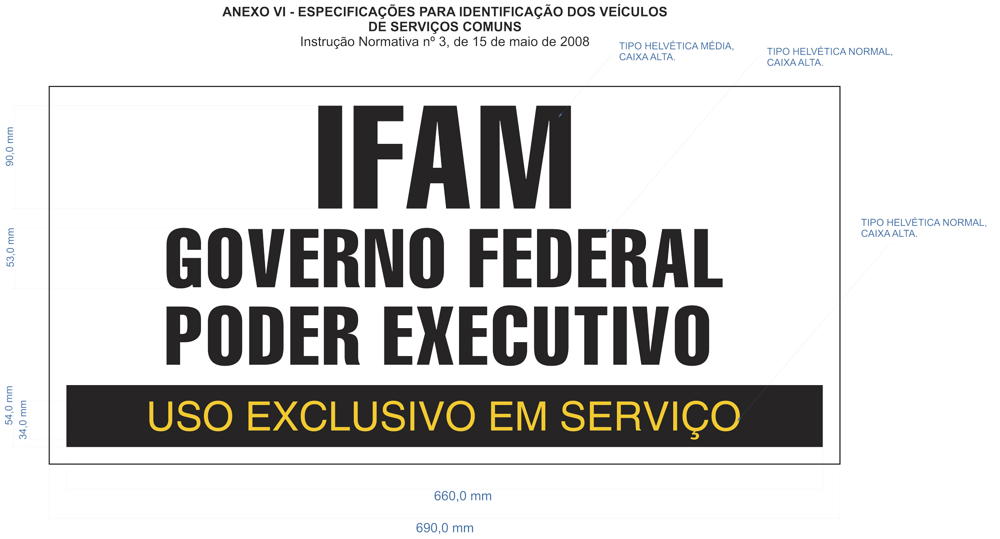 ANEXO VI - ESPECIFICAÇÕES PARA IDENTIFICAÇÃO DOS VEÍCULOS
DE SERVIÇOS COMUNS
Instrução Normativa nº 3, de 15 de maio de 2008
TIPO HELVÉTICA MÉDIA,
CAIXA ALTA.
TIPO HELVÉTICA NORMAL,
CAIXA ALTA.
90,0 mm
IFAM
53,0 mm
GOVERNO FEDERAL
TIPO HELVÉTICA NORMAL,
CAIXA ALTA.
PODER EXECUTIVO
54,0 mm
34,0 mm
USO EXCLUSIVO EM SERVIÇO
660,0 mm
690,0 mm